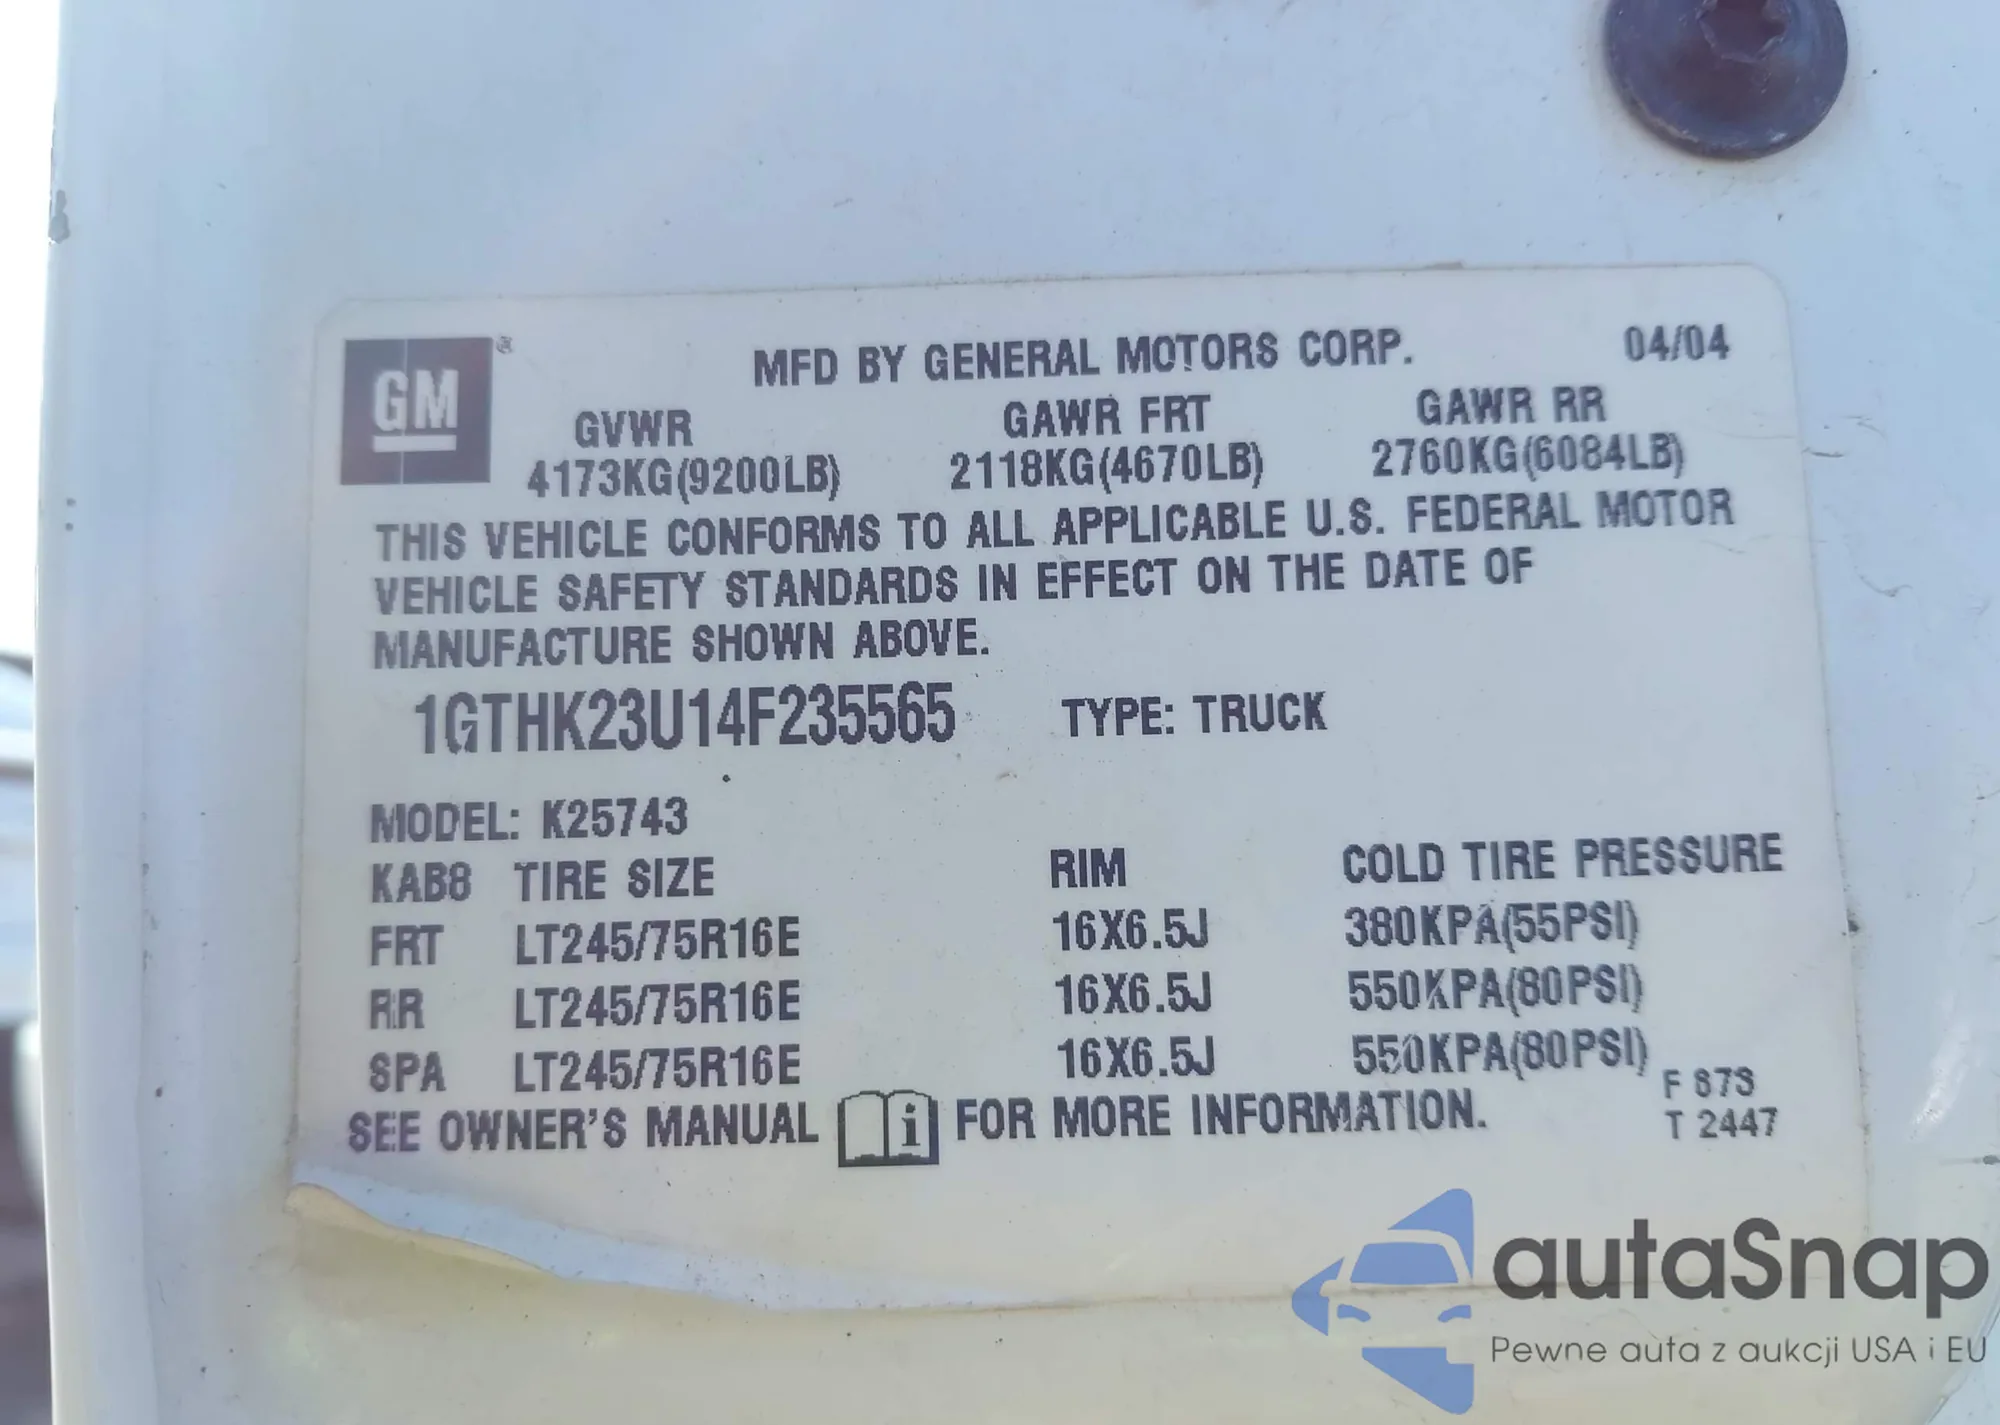 GM ®
MFD BY GENERAL MOTORS CORP. 04/04
GVWR GAWR FRT GAWR RR
4173KG(9200LB) 2118KG(4670LB) 2760KG(6084LB)
THIS VEHICLE CONFORMS TO ALL APPLICABLE U.S. FEDERAL MOTOR
VEHICLE SAFETY STANDARDS IN EFFECT ON THE DATE OF
MANUFACTURE SHOWN ABOVE.
1GTHK23U14F235565 TYPE: TRUCK
MODEL: K25743
KAB8 TIRE SIZE RIM COLD TIRE PRESSURE
FRT LT245/75R16E 16X6.5J 380KPA(55PSI)
RR LT245/75R16E 16X6.5J 550KPA(80PSI)
SPA LT245/75R16E 16X6.5J 550KPA(80PSI)
F
T 2447
SEE OWNER'S MANUAL i FOR MORE INFORMATION.
autaSnap
Pewne auta z aukcji USA i EU